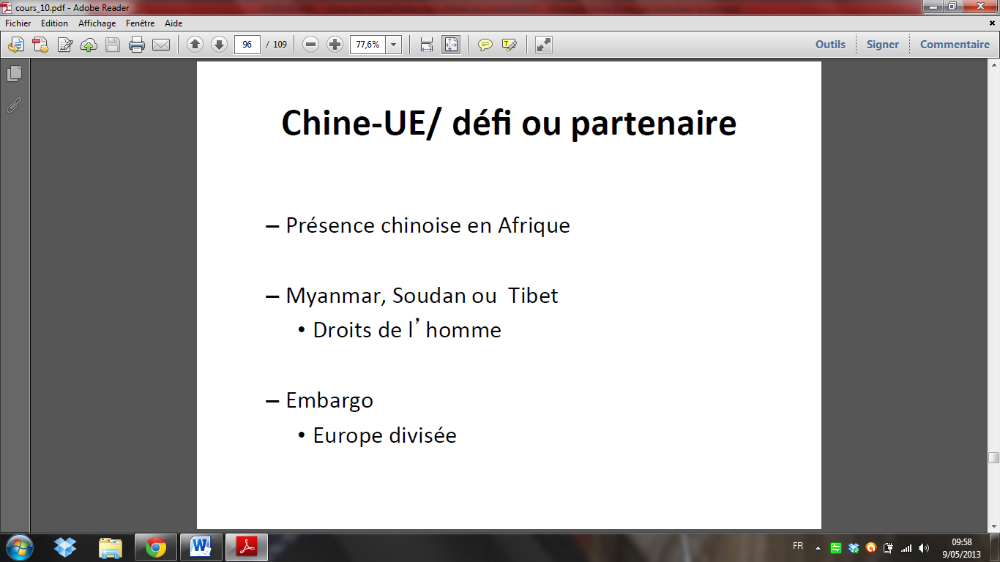 cours_10.pdf - Adobe Reader
Fichier Edition Affichage Fenêtre Aide
96 / 109 77,6% Outils Signer Commentaire
Chine-UE/ défi ou partenaire
– Présence chinoise en Afrique
– Myanmar, Soudan ou Tibet
• Droits de l’homme
– Embargo
• Europe divisée
FR 09:58
9/05/2013